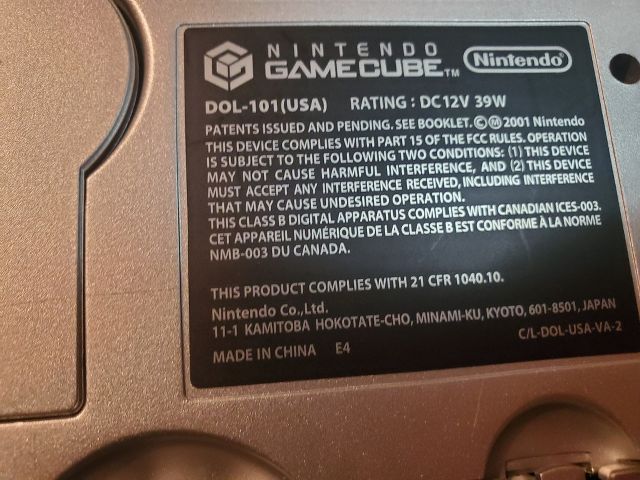 NINTENDO
GAMECUBE™ Nintendo
DOL-101(USA) RATING : DC12V 39W
PATENTS ISSUED AND PENDING. SEE BOOKLET. ©Ⓜ2001 Nintendo
THIS DEVICE COMPLIES WITH PART 15 OF THE FCC RULES. OPERATION
IS SUBJECT TO THE FOLLOWING TWO CONDITIONS: (1) THIS DEVICE
MAY NOT CAUSE HARMFUL INTERFERENCE, AND (2) THIS DEVICE
MUST ACCEPT ANY INTERFERENCE RECEIVED, INCLUDING INTERFERENCE
THAT MAY CAUSE UNDESIRED OPERATION.
THIS CLASS B DIGITAL APPARATUS COMPLIES WITH CANADIAN ICES-003.
CET APPAREIL NUMÉRIQUE DE LA CLASSE B EST CONFORME À LA NORME
NMB-003 DU CANADA.
THIS PRODUCT COMPLIES WITH 21 CFR 1040.10.
Nintendo Co.,Ltd.
11-1 KAMITOBA HOKOTATE-CHO, MINAMI-KU, KYOTO, 601-8501, JAPAN
C/L-DOL-USA-VA-2
MADE IN CHINA E4